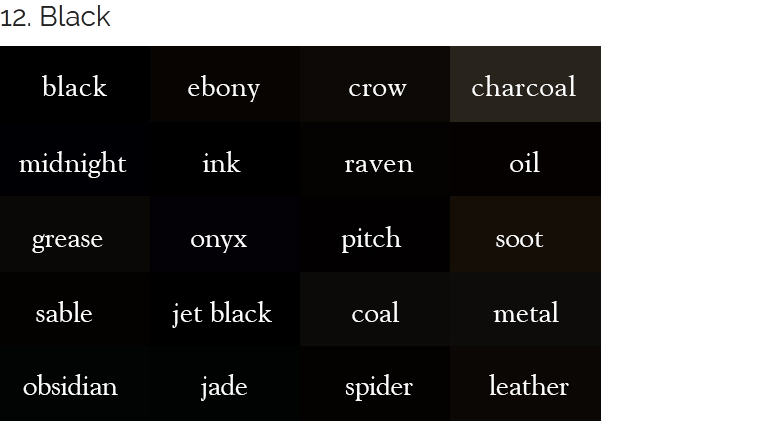 12. Black
black ebony crow charcoal
midnight ink raven oil
grease onyx pitch soot
sable jet black coal metal
obsidian jade spider leather